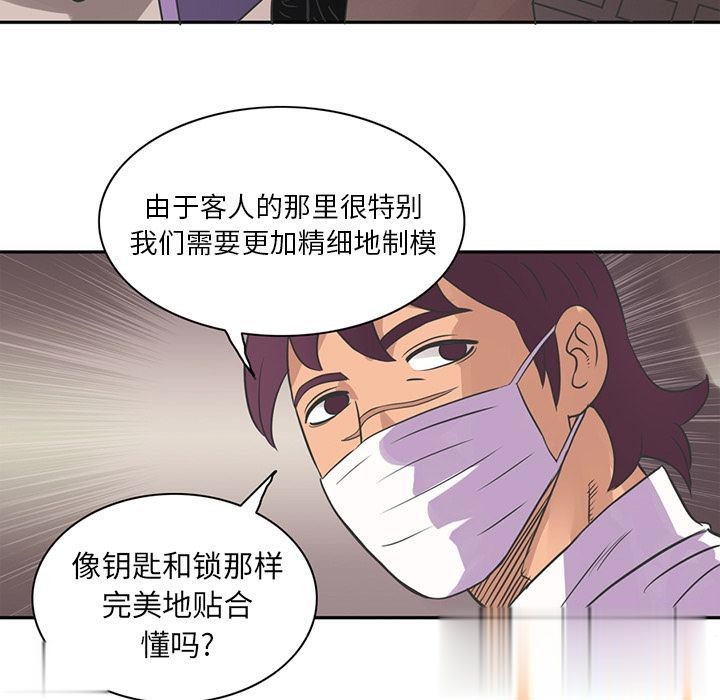 由于客人的那里很特别
我们需要更加精细地制模
像钥匙和锁那样
完美地贴合
懂吗?